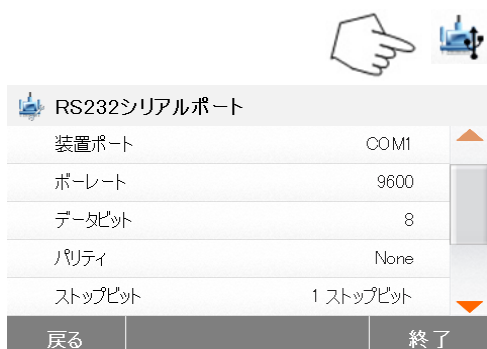 RS232シリアルポート
装置ポート COM1
ボーレート 9600
データビット 8
パリティ None
ストップビット 1 ストップビット
戻る 終了